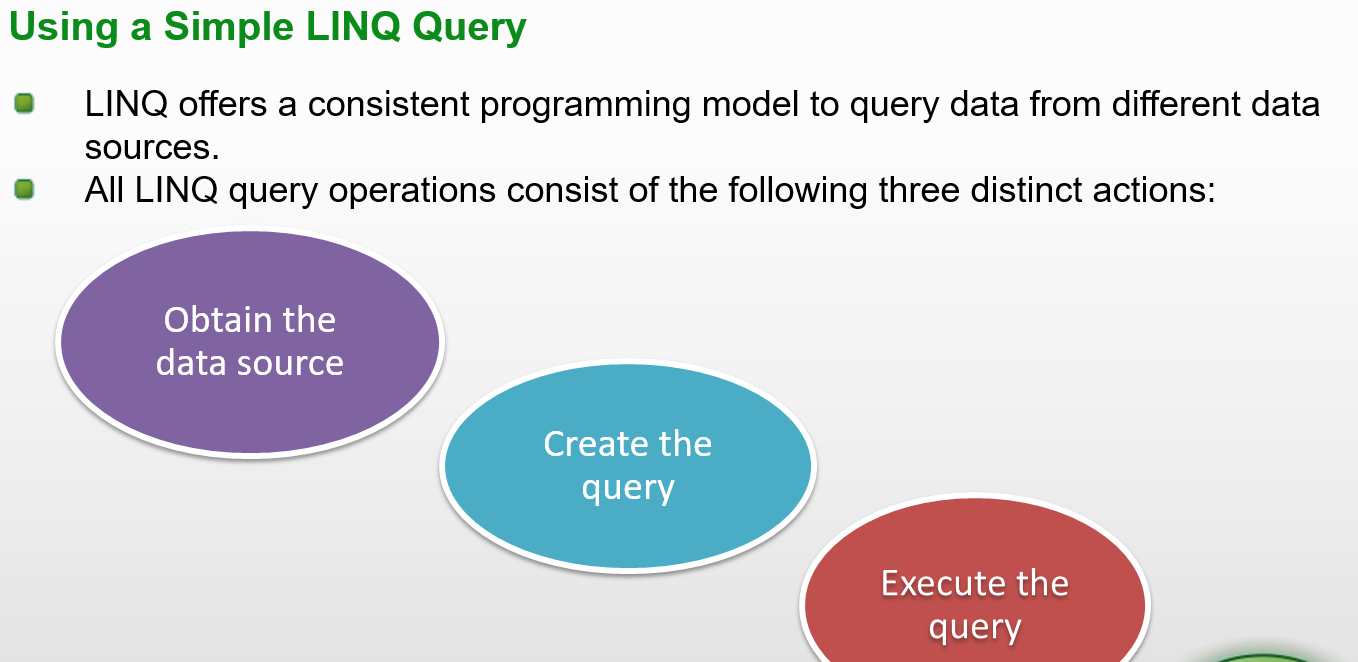 Using a Simple LINQ Query
LINQ offers a consistent programming model to query data from different data
sources.
All LINQ query operations consist of the following three distinct actions:
Obtain the
data source
Create the
query
Execute the
query